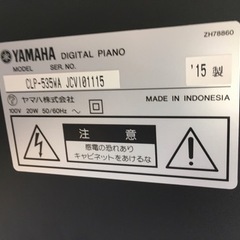 ZH78860
YAMAHA DIGITAL PIANO
MODEL SER. NO.
CLP-535WA JCVI01115 '15製
ヤマハ株式会社 MADE IN INDONESIA
100V 20W 50/60Hz
注意
感電の恐れあり
キャビネットをあけるな